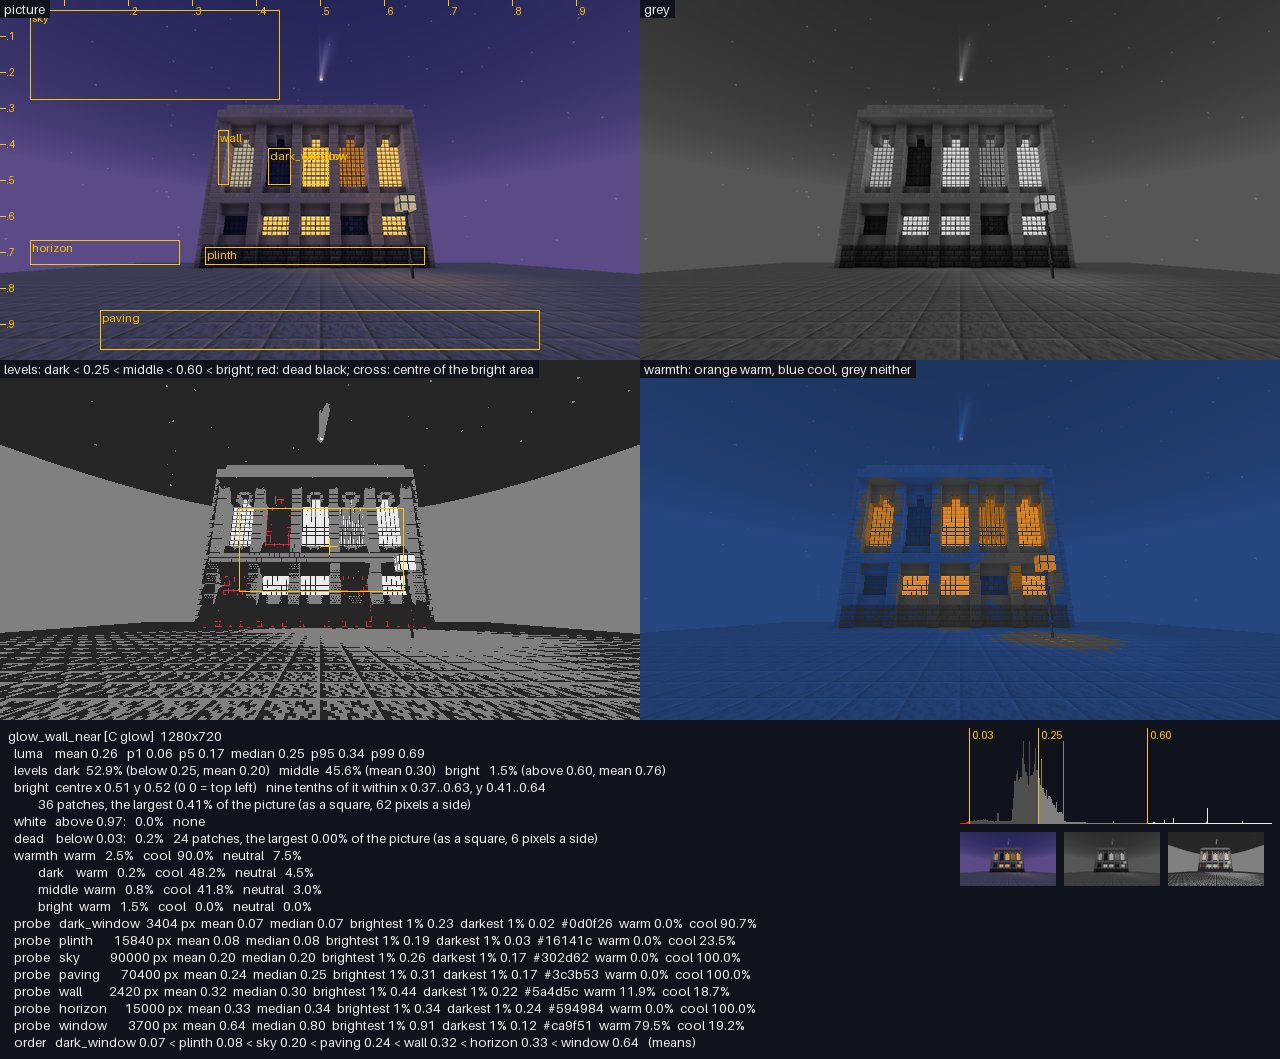 picture
.1 .2 .3 .4 .5 .6 .7 .8 .9
grey
sky
.1
.2
.3
.4
.5
.6
.7
.8
.9
wall
dark_window
horizon
plinth
paving
levels: dark < 0.25 < middle < 0.60 < bright; red: dead black; cross: centre of the bright area
warmth: orange warm, blue cool, grey neither
glow_wall_near [C glow] 1280x720
luma mean 0.26 p1 0.06 p5 0.17 median 0.25 p95 0.34 p99 0.69
levels dark 52.9% (below 0.25, mean 0.20) middle 45.6% (mean 0.30) bright 1.5% (above 0.60, mean 0.76)
bright centre x 0.51 y 0.52 (0 0 = top left) nine tenths of it within x 0.37..0.63, y 0.41..0.64
36 patches, the largest 0.41% of the picture (as a square, 62 pixels a side)
white above 0.97: 0.0% none
dead below 0.03: 0.2% 24 patches, the largest 0.00% of the picture (as a square, 6 pixels a side)
warmth warm 2.5% cool 90.0% neutral 7.5%
dark warm 0.2% cool 48.2% neutral 4.5%
middle warm 0.8% cool 41.8% neutral 3.0%
bright warm 1.5% cool 0.0% neutral 0.0%
probe dark_window 3404 px mean 0.07 median 0.07 brightest 1% 0.23 darkest 1% 0.02 #0d0f26 warm 0.0% cool 90.7%
probe plinth 15840 px mean 0.08 median 0.08 brightest 1% 0.19 darkest 1% 0.03 #16141c warm 0.0% cool 23.5%
probe sky 90000 px mean 0.20 median 0.20 brightest 1% 0.26 darkest 1% 0.17 #302d62 warm 0.0% cool 100.0%
probe paving 70400 px mean 0.24 median 0.25 brightest 1% 0.31 darkest 1% 0.17 #3c3b53 warm 0.0% cool 100.0%
probe wall 2420 px mean 0.32 median 0.30 brightest 1% 0.44 darkest 1% 0.22 #5a4d5c warm 11.9% cool 18.7%
probe horizon 15000 px mean 0.33 median 0.34 brightest 1% 0.34 darkest 1% 0.24 #594984 warm 0.0% cool 100.0%
probe window 3700 px mean 0.64 median 0.80 brightest 1% 0.91 darkest 1% 0.12 #ca9f51 warm 79.5% cool 19.2%
order dark_window 0.07 < plinth 0.08 < sky 0.20 < paving 0.24 < wall 0.32 < horizon 0.33 < window 0.64 (means)
0.03 0.25 0.60